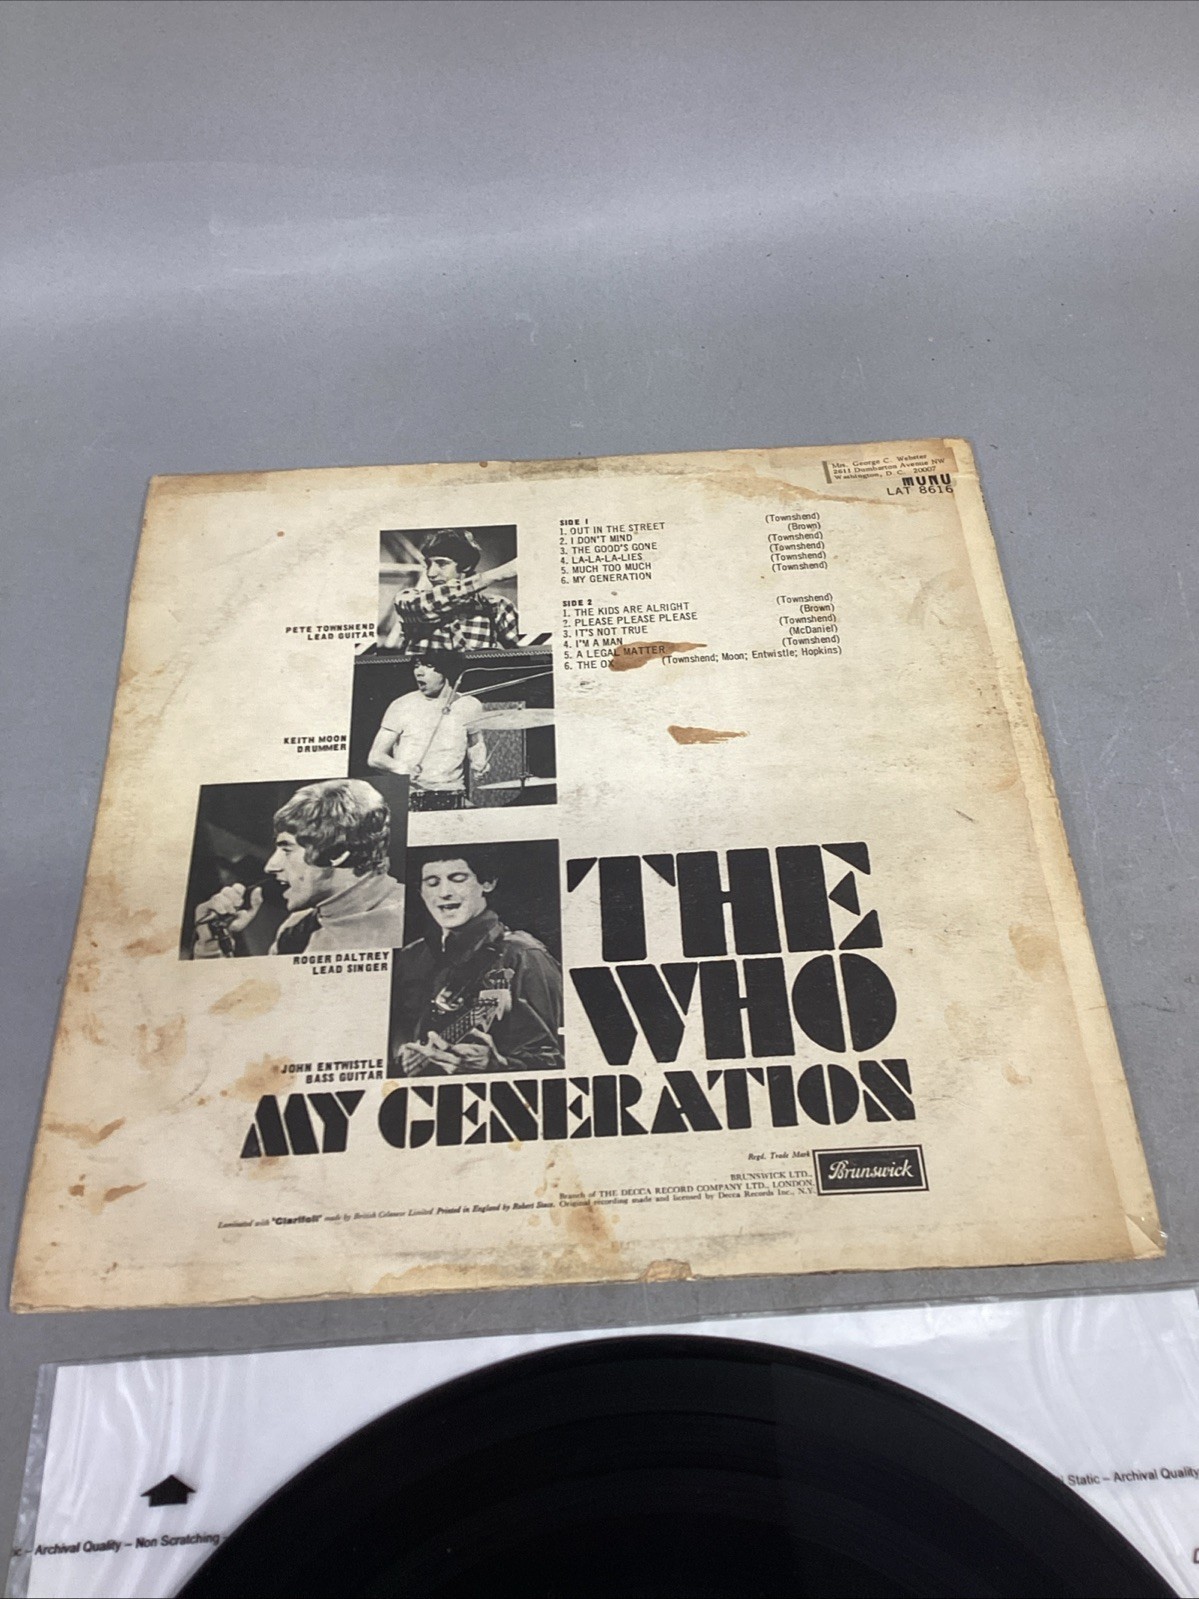 Mrs. George C. Webster
2611 Dumbarton Avenue NW
Washington, D. C. 20007
MONO
LAT 8616
SIDE 1
1. OUT IN THE STREET (Townshend)
2. I DON'T MIND (Brown)
3. THE GOOD'S GONE (Townshend)
4. LA-LA-LA-LIES (Townshend)
5. MUCH TOO MUCH (Townshend)
6. MY GENERATION (Townshend)
SIDE 2
1. THE KIDS ARE ALRIGHT (Townshend)
2. PLEASE PLEASE PLEASE (Brown)
3. IT'S NOT TRUE (Townshend)
4. I'M A MAN (McDaniel)
5. A LEGAL MATTER (Townshend)
6. THE OX (Townshend; Moon; Entwistle; Hopkins)
PETE TOWNSHEND
LEAD GUITAR
KEITH MOON
DRUMMER
ROGER DALTREY
LEAD SINGER
JOHN ENTWISTLE
BASS GUITAR
THE
WHO
MY GENERATION
Regd. Trade Mark
Brunswick
BRUNSWICK LTD.,
Branch of THE DECCA RECORD COMPANY LTD., LONDON.
Original recording made and licensed by Decca Records Inc., N.Y.
Laminated with "Clarifoil" made by British Celanese Limited Printed in England by Robert Stace.
Static – Archival Quality
– Archival Quality – Non Scratching –